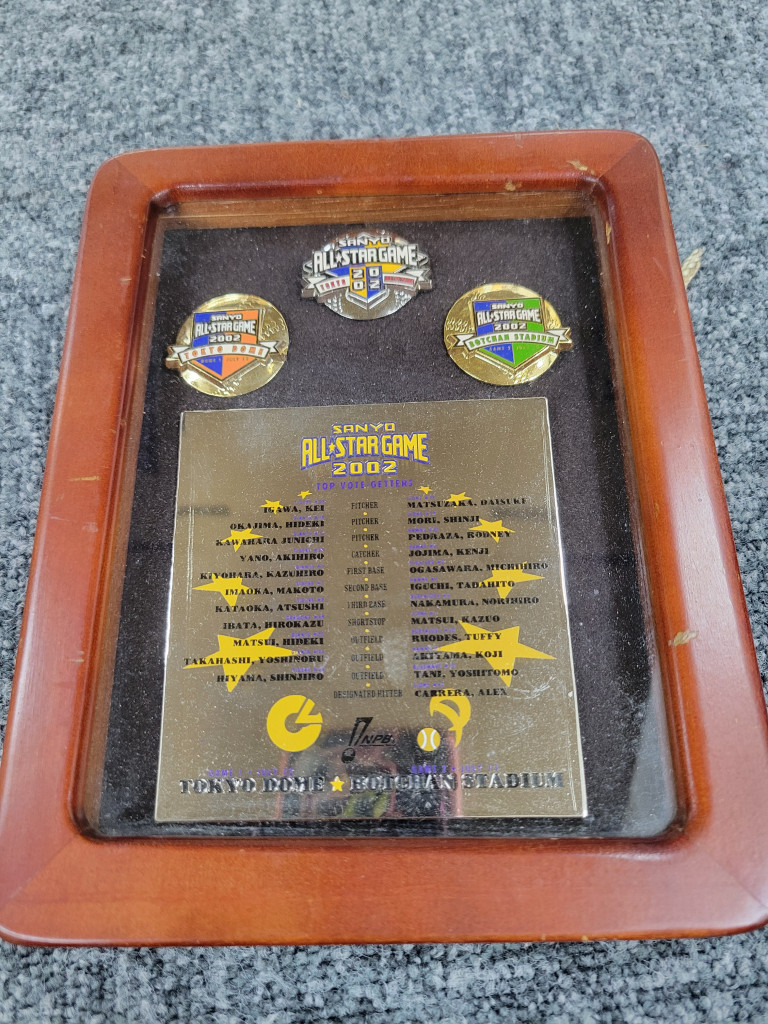 SANYO
ALL★STAR GAME
2002
TOKYO
SANYO
ALL★STAR GAME
2002
TOKYO DOME
SANYO
ALL★STAR GAME
2002
BOTCHAN STADIUM
SANYO
ALL★STAR GAME
2002
TOP VOTE-GETTERS
IGAWA, KEI PITCHER MATSUZAKA, DAISUKE
OKAJIMA, HIDEKI PITCHER MORI, SHINJI
KAWAHARA JUNICHI PITCHER PEDRAZA, RODNEY
YANO, AKIHIRO CATCHER JOJIMA, KENJI
KIYOHARA, KAZUHIRO FIRST BASE OGASAWARA, MICHIHIRO
IMAOKA, MAKOTO SECOND BASE IGUCHI, TADAHITO
KATAOKA, ATSUSHI THIRD BASE NAKAMURA, NORIHIRO
IBATA, HIROKAZU SHORTSTOP MATSUI, KAZUO
MATSUI, HIDEKI OUTFIELD RHODES, TUFFY
TAKAHASHI, YOSHINOBU OUTFIELD AKIYAMA, KOJI
HIYAMA, SHINJIRO OUTFIELD TANI, YOSHITOMO
DESIGNATED HITTER CABRERA, ALEX
NPB
TOKYO DOME ★ BOTCHAN STADIUM